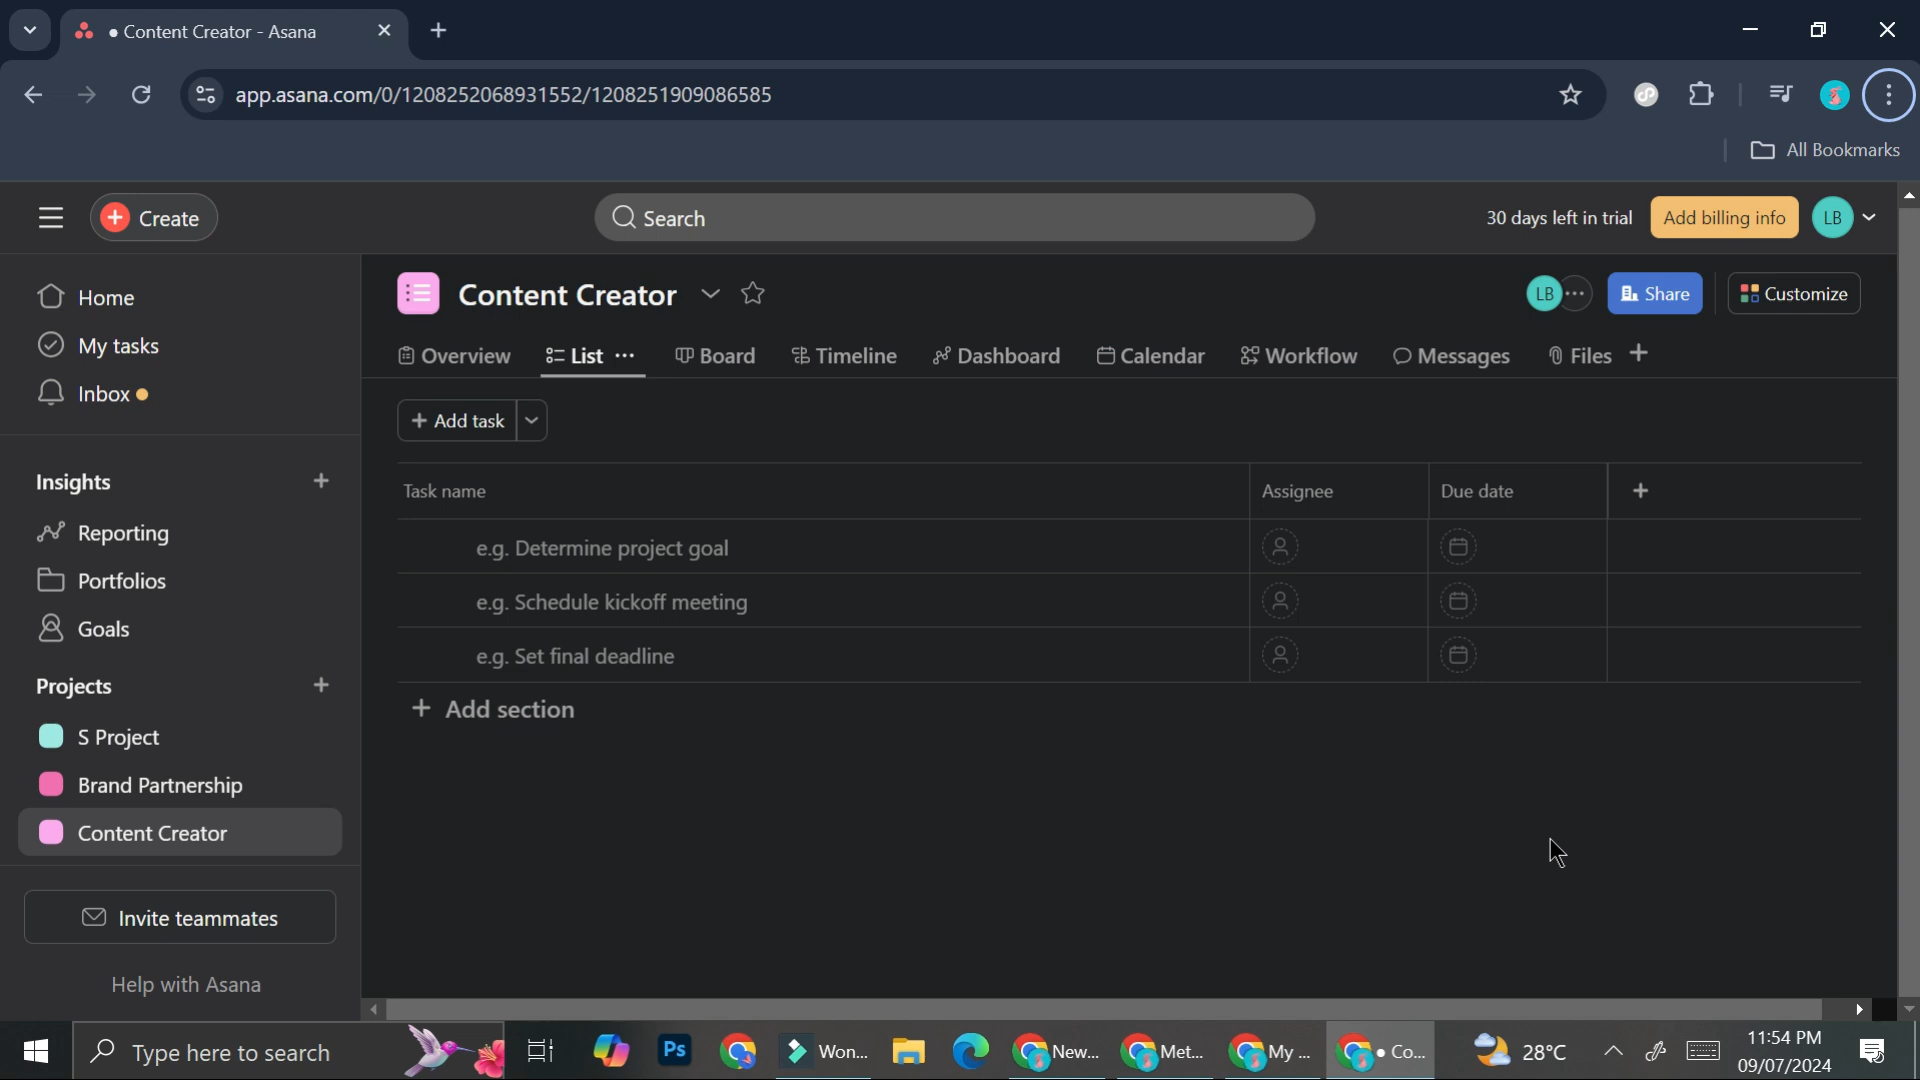 • Content Creator - Asana
app.asana.com/0/1208252068931552/1208251909086585
All Bookmarks
Create
Search
30 days left in trial
Add billing info
LB
Home
My tasks
Inbox
Insights
Reporting
Portfolios
Goals
Projects
S Project
Brand Partnership
Content Creator
Invite teammates
Help with Asana
Content Creator
LB
Share
Customize
Overview
List
Board
Timeline
Dashboard
Calendar
Workflow
Messages
Files
Add task
Task name
Assignee
Due date
e.g. Determine project goal
e.g. Schedule kickoff meeting
e.g. Set final deadline
Add section
Type here to search
Ps
Won...
New...
Met...
My ...
• Co...
28°C
11:54 PM
09/07/2024